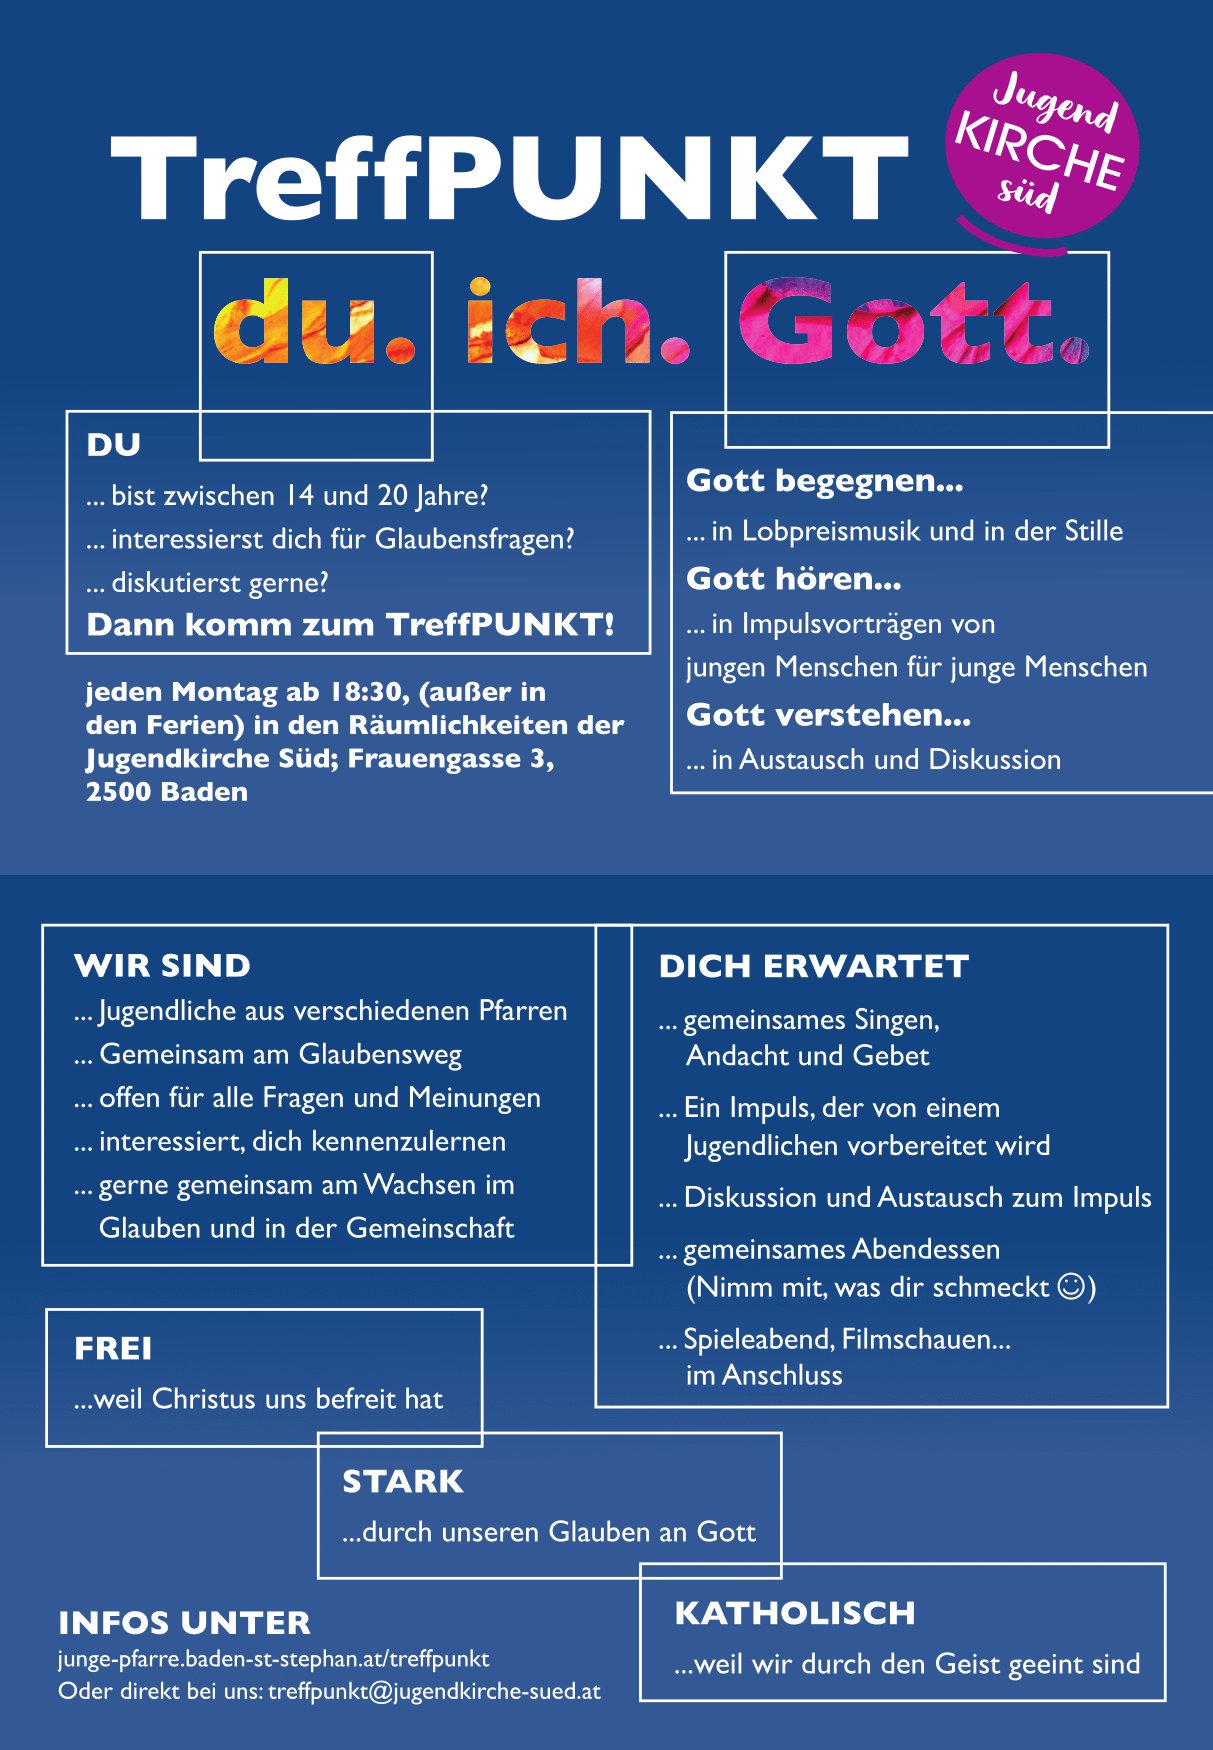 Jugend
KIRCHE
süd
TreffPUNKT
du. ich. Gott.
DU
... bist zwischen 14 und 20 Jahre?
... interessierst dich für Glaubensfragen?
... diskutierst gerne?
Dann komm zum TreffPUNKT!
jeden Montag ab 18:30, (außer in
den Ferien) in den Räumlichkeiten der
Jugendkirche Süd; Frauengasse 3,
2500 Baden
Gott begegnen...
... in Lobpreismusik und in der Stille
Gott hören...
... in Impulsvorträgen von
jungen Menschen für junge Menschen
Gott verstehen...
... in Austausch und Diskussion
WIR SIND
... Jugendliche aus verschiedenen Pfarren
... Gemeinsam am Glaubensweg
... offen für alle Fragen und Meinungen
... interessiert, dich kennenzulernen
... gerne gemeinsam am Wachsen im
Glauben und in der Gemeinschaft
DICH ERWARTET
... gemeinsames Singen,
Andacht und Gebet
... Ein Impuls, der von einem
Jugendlichen vorbereitet wird
... Diskussion und Austausch zum Impuls
... gemeinsames Abendessen
(Nimm mit, was dir schmeckt ☺)
... Spieleabend, Filmschauen...
im Anschluss
FREI
...weil Christus uns befreit hat
STARK
...durch unseren Glauben an Gott
KATHOLISCH
...weil wir durch den Geist geeint sind
INFOS UNTER
junge-pfarre.baden-st-stephan.at/treffpunkt
Oder direkt bei uns: treffpunkt@jugendkirche-sued.at